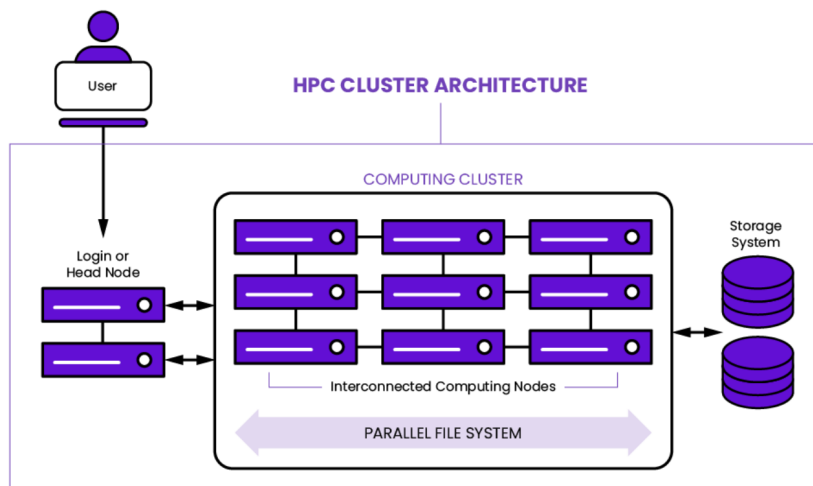 User
HPC CLUSTER ARCHITECTURE
COMPUTING CLUSTER
Login or
Head Node
Storage
System
Interconnected Computing Nodes
PARALLEL FILE SYSTEM